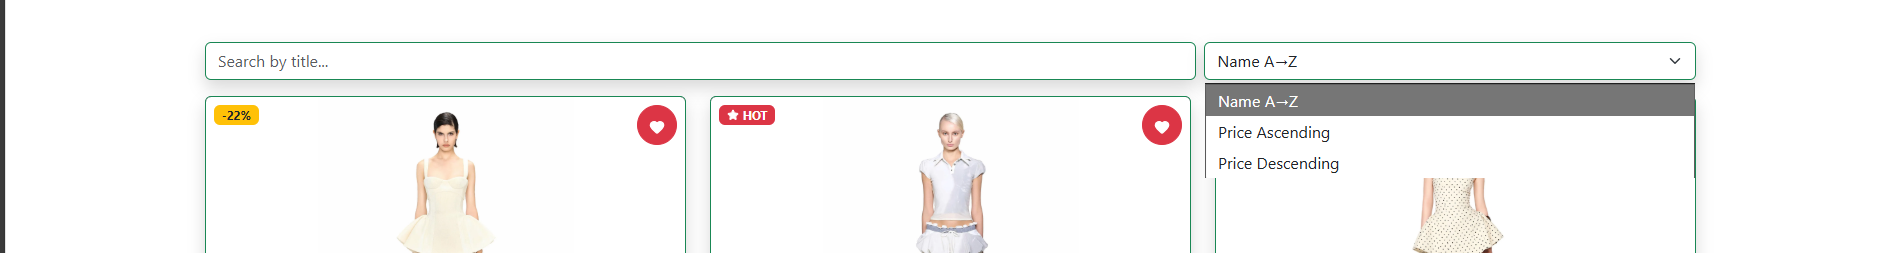 Search by title...
Name A→Z
Name A→Z
Price Ascending
Price Descending
-22%
HOT